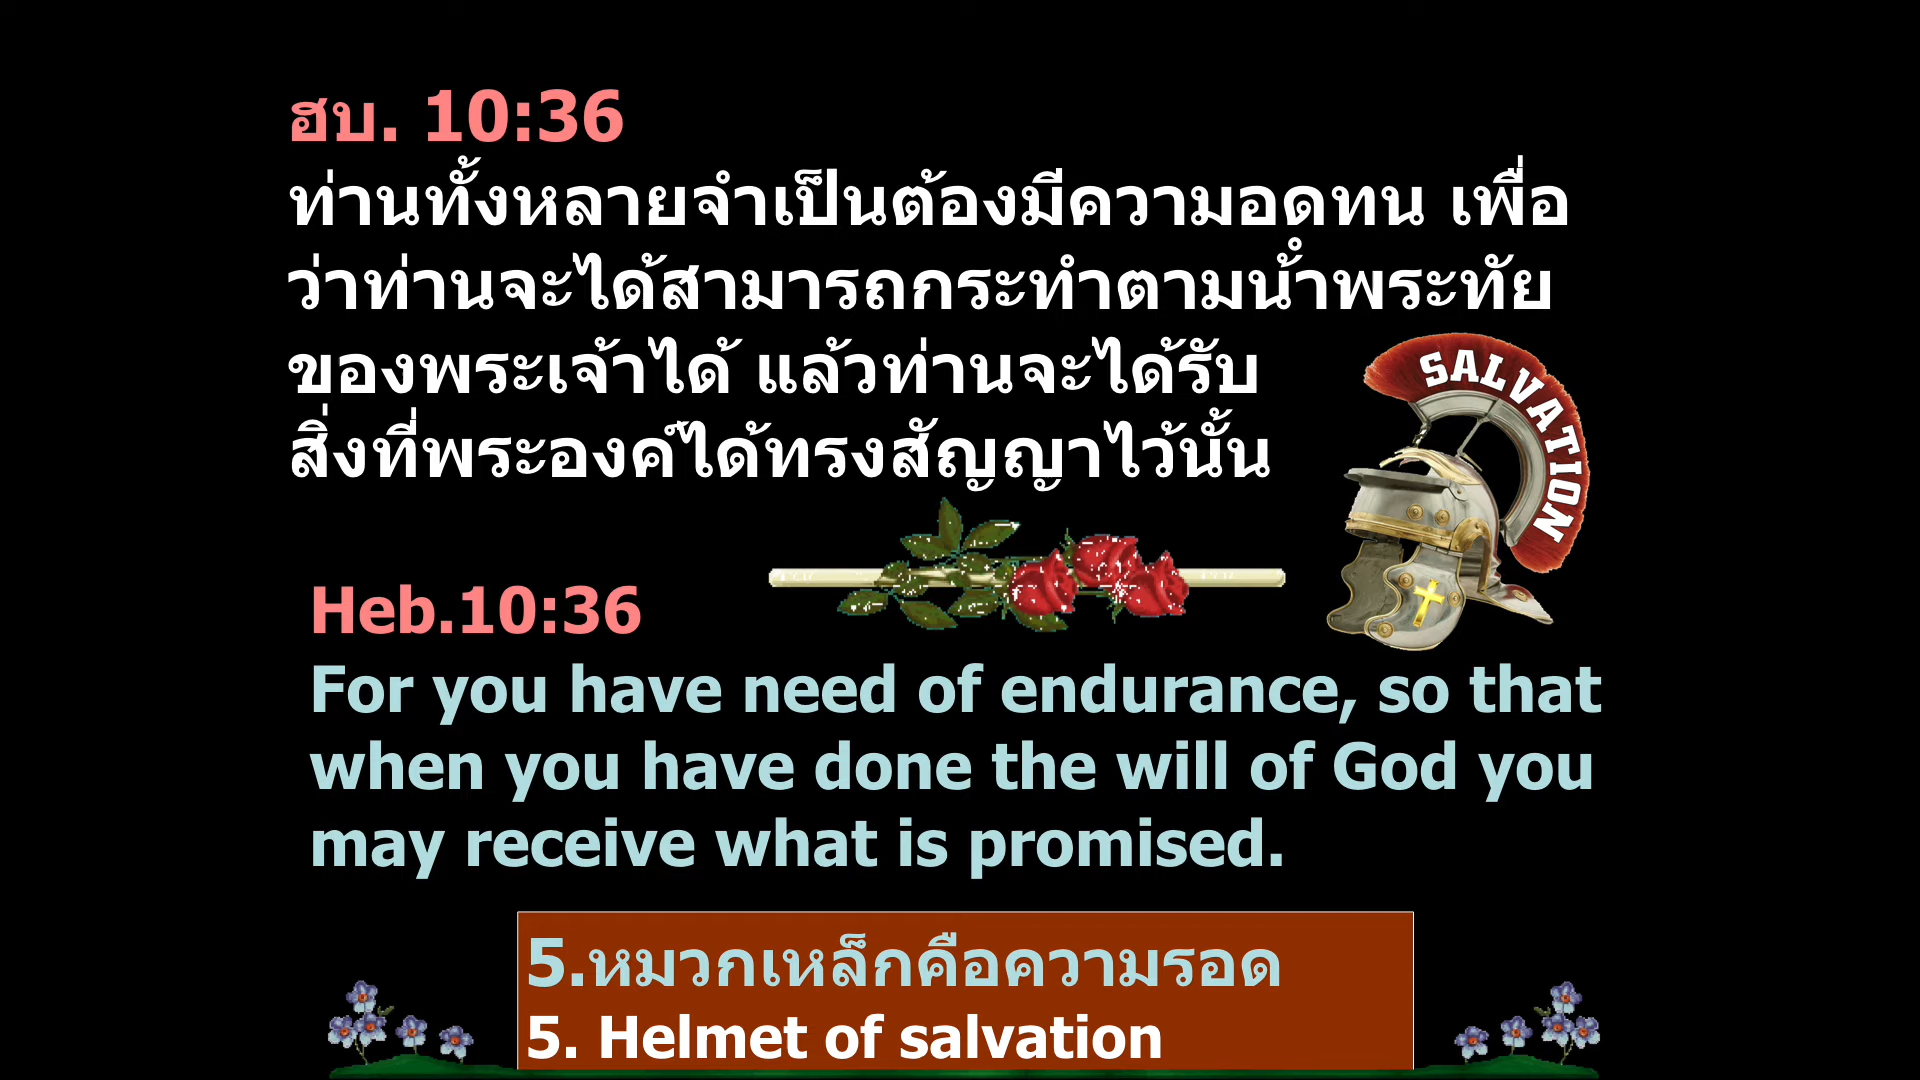 ฮบ. 10:36
ท่านทั้งหลายจำเป็นต้องมีความอดทน เพื่อ
ว่าท่านจะได้สามารถกระทำตามน้ำพระทัย
ของพระเจ้าได้ แล้วท่านจะได้รับ
สิ่งที่พระองค์ได้ทรงสัญญาไว้นั้น
SALVATION
Heb.10:36
For you have need of endurance, so that
when you have done the will of God you
may receive what is promised.
5.หมวกเหล็กคือความรอด
5. Helmet of salvation